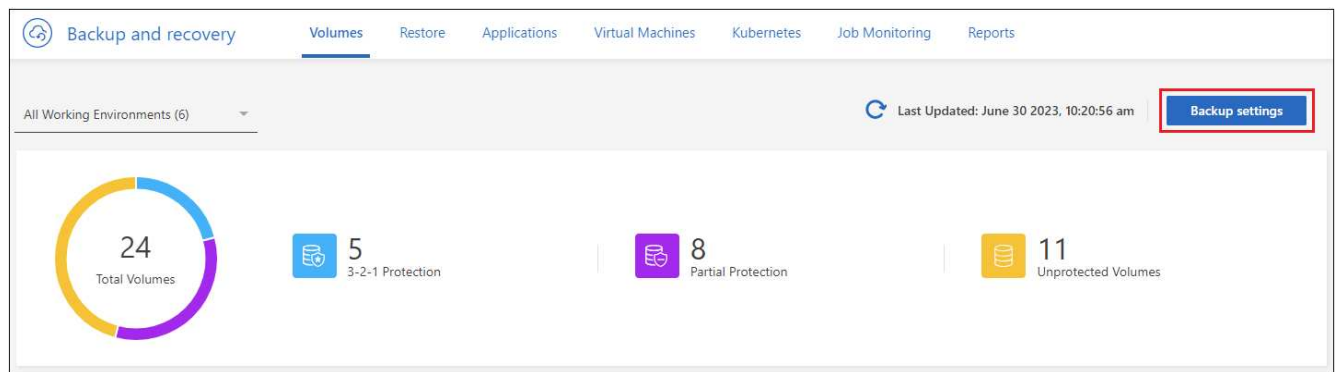 Backup and recovery
Volumes
Restore
Applications
Virtual Machines
Kubernetes
Job Monitoring
Reports
All Working Environments (6)
Last Updated: June 30 2023, 10:20:56 am
Backup settings
24
Total Volumes
5
3-2-1 Protection
8
Partial Protection
11
Unprotected Volumes